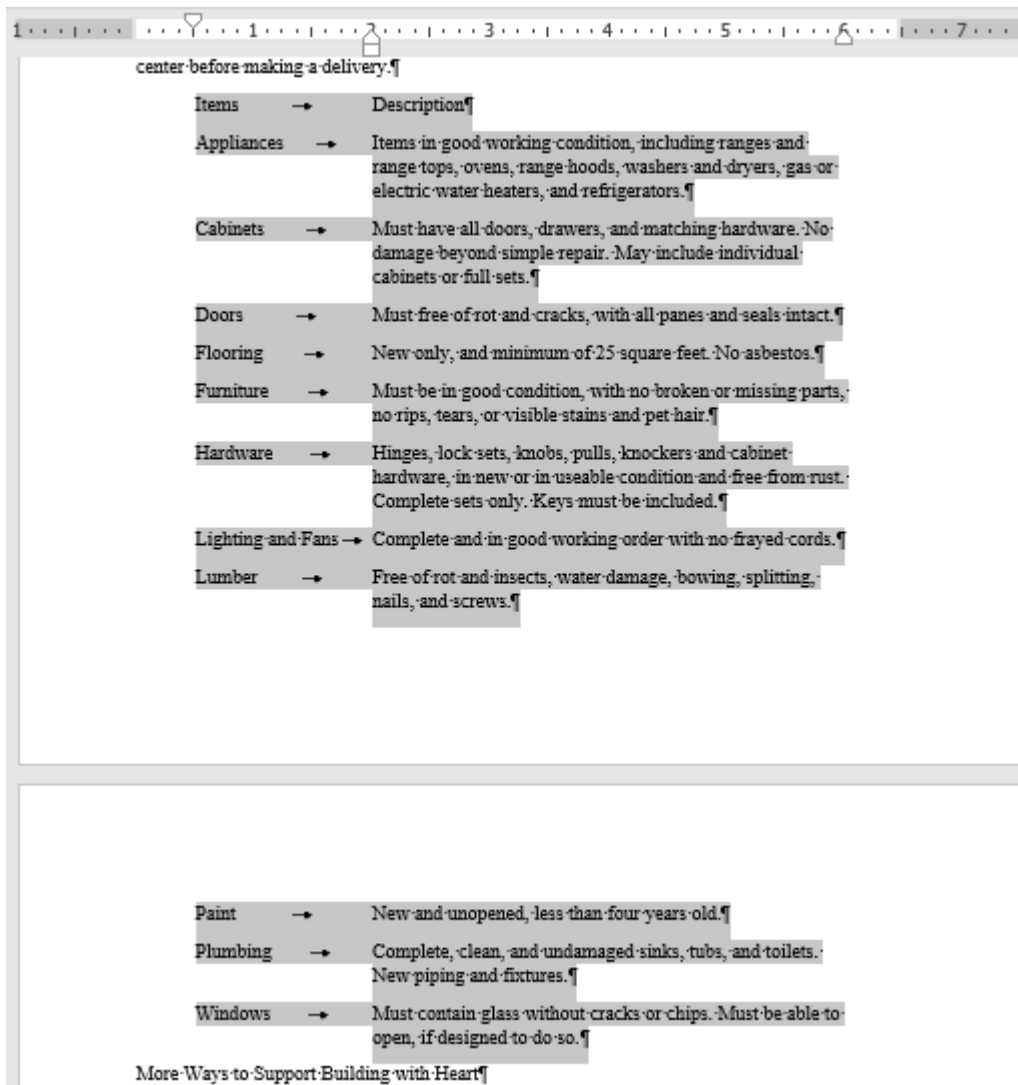 1 1 2 3 4 5 6 7
center before making a delivery.¶
Items → Description¶
Appliances → Items in good working condition, including ranges and
range tops, ovens, range hoods, washers and dryers, gas or
electric water heaters, and refrigerators.¶
Cabinets → Must have all doors, drawers, and matching hardware. No
damage beyond simple repair. May include individual
cabinets or full sets.¶
Doors → Must free of rot and cracks, with all panes and seals intact.¶
Flooring → New only, and minimum of 25 square feet. No asbestos.¶
Furniture → Must be in good condition, with no broken or missing parts,
no rips, tears, or visible stains and pet hair.¶
Hardware → Hinges, lock sets, knobs, pulls, knockers and cabinet
hardware, in new or in useable condition and free from rust.
Complete sets only. Keys must be included.¶
Lighting and Fans → Complete and in good working order with no frayed cords.¶
Lumber → Free of rot and insects, water damage, bowing, splitting,
nails, and screws.¶
Paint → New and unopened, less than four years old.¶
Plumbing → Complete, clean, and undamaged sinks, tubs, and toilets.
New piping and fixtures.¶
Windows → Must contain glass without cracks or chips. Must be able to
open, if designed to do so.¶
More Ways to Support Building with Heart¶